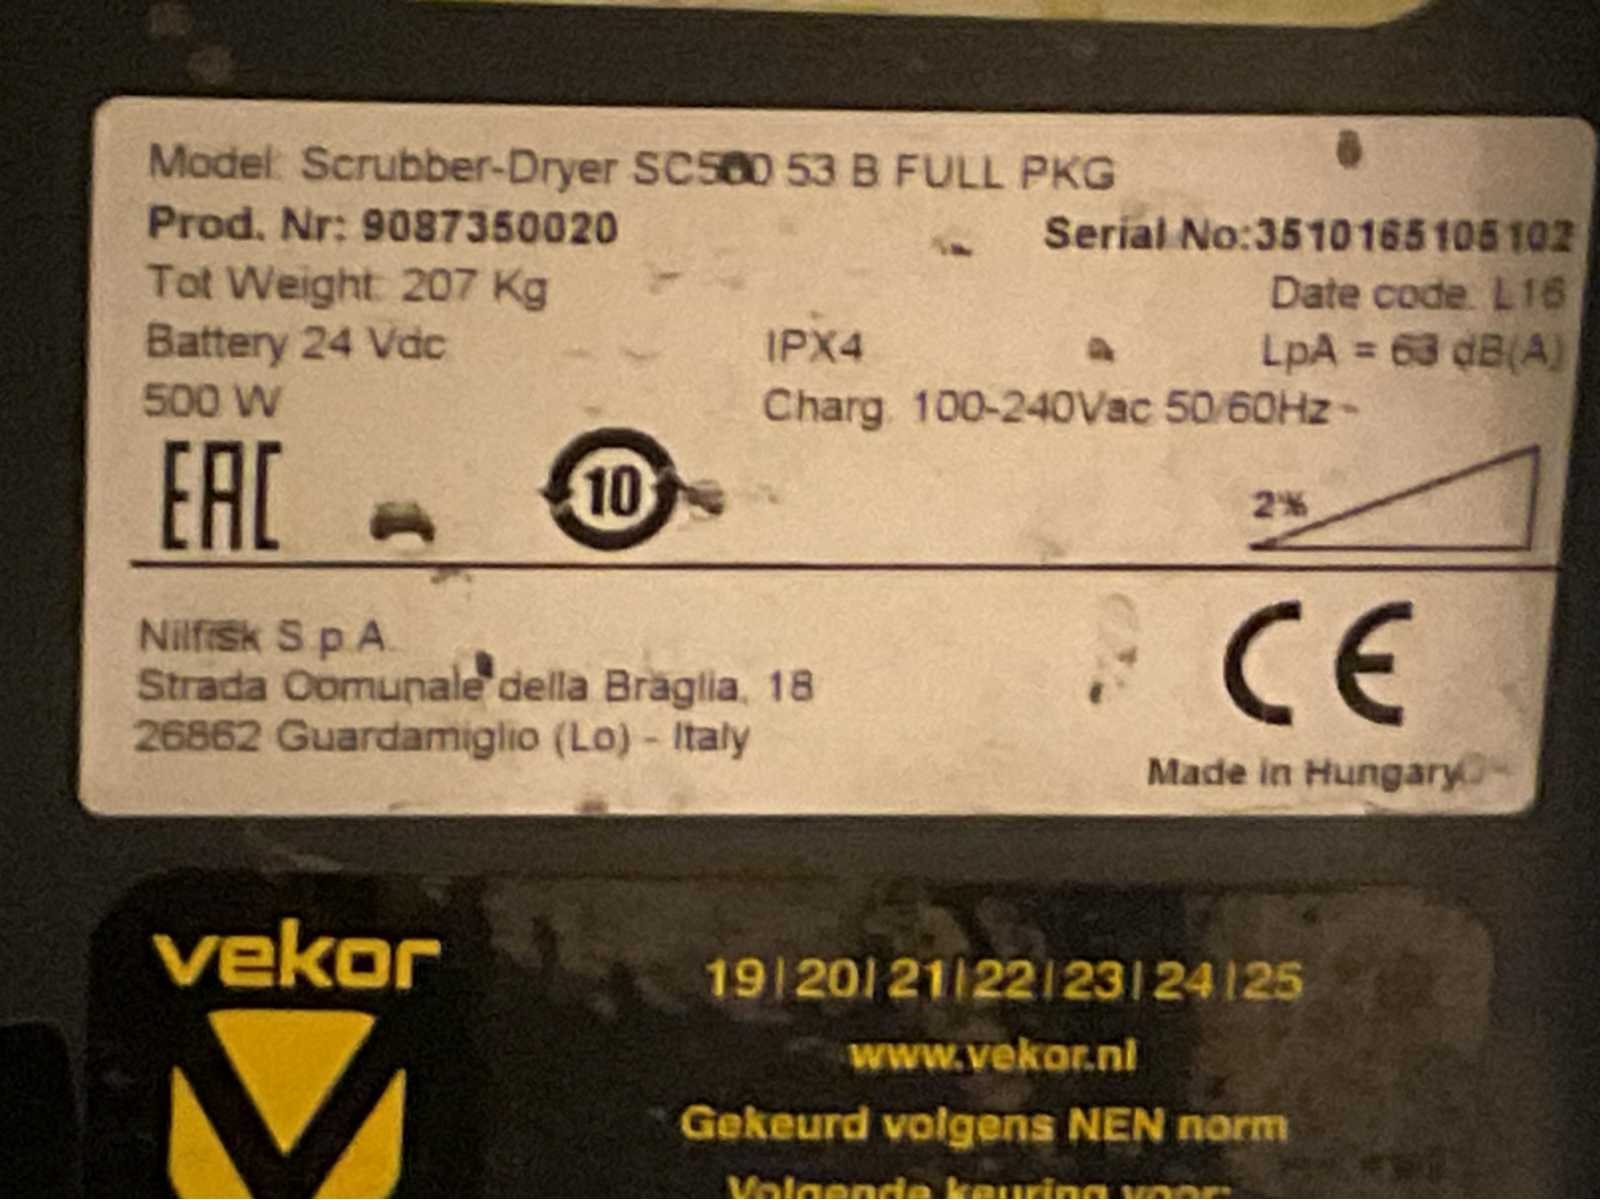 Model: Scrubber-Dryer SC500 53 B FULL PKG
Prod. Nr: 9087350020
Serial No:3510165105102
Tot Weight: 207 Kg
Date code: L16
Battery 24 Vdc
IPX4
LpA = 63 dB(A)
500 W
Charg. 100-240Vac 50/60Hz
EAC
10
2%
Nilfisk S.p.A.
Strada Comunale della Braglia, 18
26862 Guardamiglio (Lo) - Italy
CE
Made in Hungary
vekor
19|20|21|22|23|24|25
www.vekor.nl
Gekeurd volgens NEN norm
Volgende keuring voor: